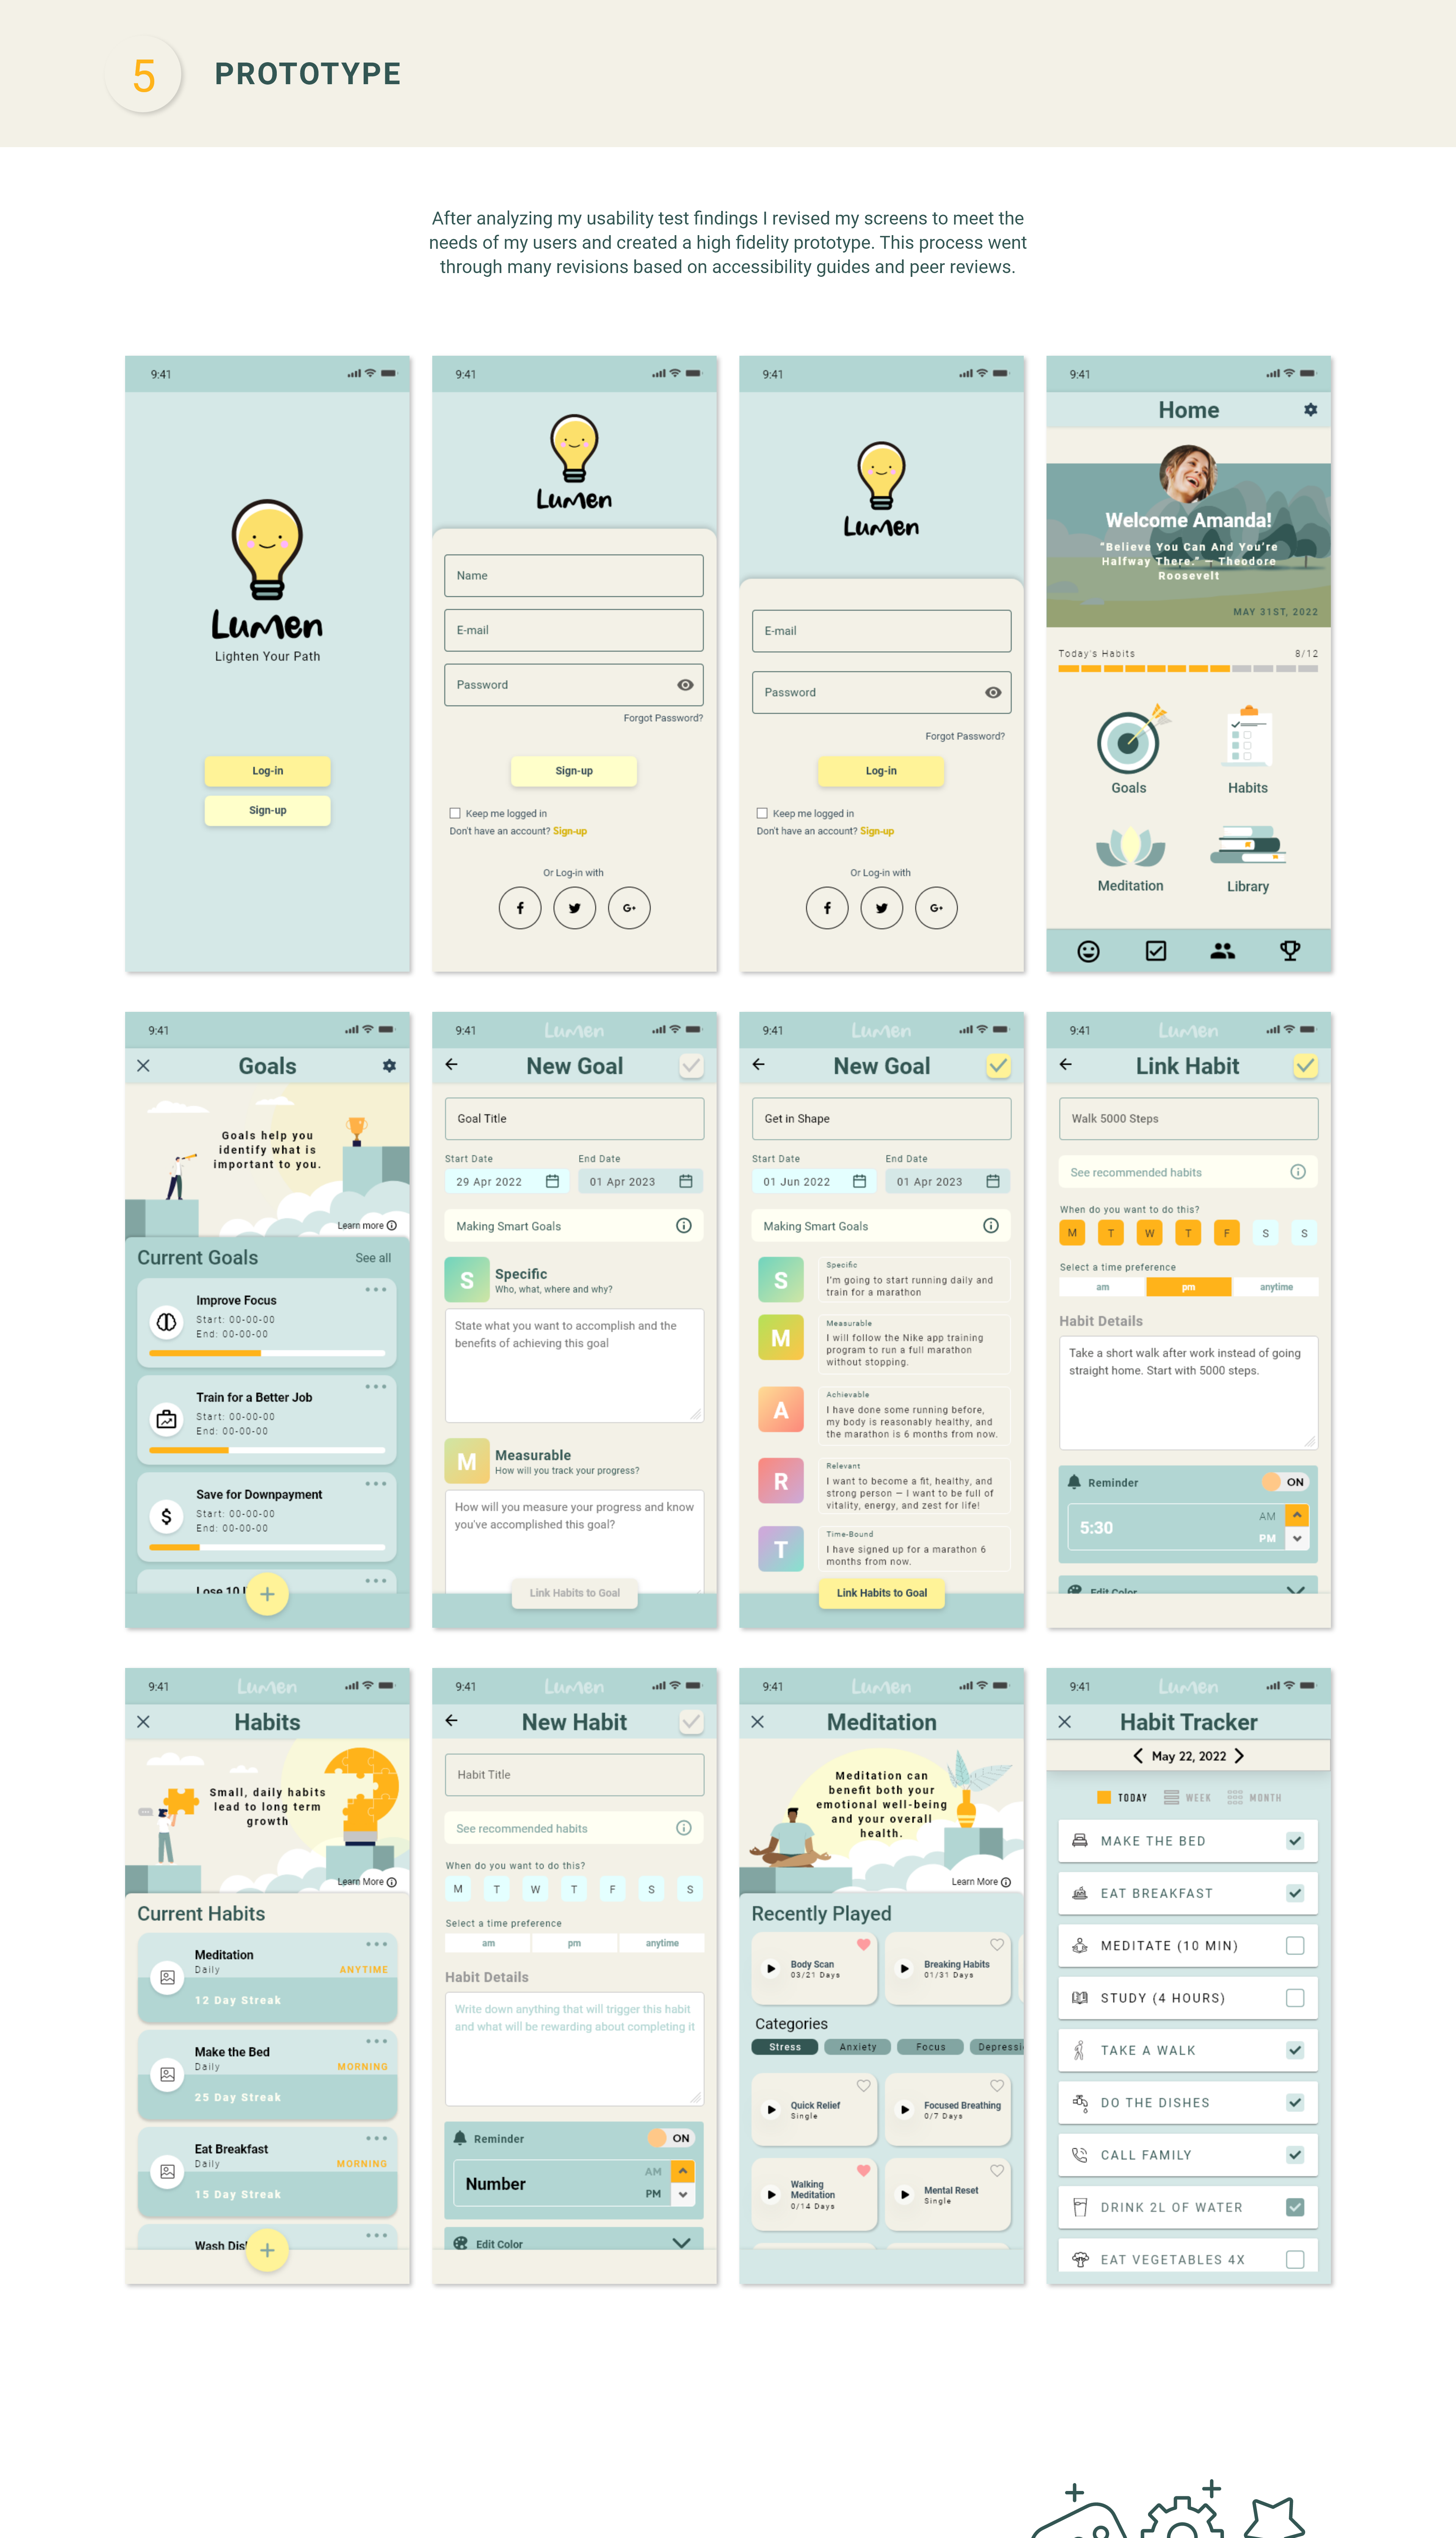 5
PROTOTYPE
After analyzing my usability test findings I revised my screens to meet the
needs of my users and created a high fidelity prototype. This process went
through many revisions based on accessibility guides and peer reviews.
9:41
Lumen
Lighten Your Path
Log-in
Sign-up
9:41
Lumen
Name
E-mail
Password
Forgot Password?
Sign-up
Keep me logged in
Don't have an account? Sign-up
Or Log-in with
f
G+
9:41
Lumen
E-mail
Password
Forgot Password?
Log-in
Keep me logged in
Don't have an account? Sign-up
Or Log-in with
f
G+
9:41
Home
Welcome Amanda!
“Believe You Can And You’re
Halfway There.” — Theodore
Roosevelt
MAY 31ST, 2022
Today's Habits 8/12
Goals Habits
Meditation Library
9:41
Goals
Goals help you
identify what is
important to you.
Learn more
Current Goals See all
Improve Focus
Start: 00-00-00
End: 00-00-00
Train for a Better Job
Start: 00-00-00
End: 00-00-00
Save for Downpayment
$
Start: 00-00-00
End: 00-00-00
Lose 10
+
9:41 Lumen
New Goal
Goal Title
Start Date End Date
29 Apr 2022 01 Apr 2023
Making Smart Goals
S Specific
Who, what, where and why?
State what you want to accomplish and the
benefits of achieving this goal
M Measurable
How will you track your progress?
How will you measure your progress and know
you've accomplished this goal?
Link Habits to Goal
9:41 Lumen
New Goal
Get in Shape
Start Date End Date
01 Jun 2022 01 Apr 2023
Making Smart Goals
S
Specific
I'm going to start running daily and
train for a marathon
M
Measurable
I will follow the Nike app training
program to run a full marathon
without stopping.
A
Achievable
I have done some running before,
my body is reasonably healthy, and
the marathon is 6 months from now.
R
Relevant
I want to become a fit, healthy, and
strong person – I want to be full of
vitality, energy, and zest for life!
T
Time-Bound
I have signed up for a marathon 6
months from now.
Link Habits to Goal
9:41 Lumen
Link Habit
Walk 5000 Steps
See recommended habits
When do you want to do this?
M T W T F S S
Select a time preference
am pm anytime
Habit Details
Take a short walk after work instead of going
straight home. Start with 5000 steps.
Reminder ON
5:30 AM
PM
Edit Color
9:41 Lumen
Habits
Small, daily habits
lead to long term
growth
Learn More
Current Habits
Meditation
Daily ANYTIME
12 Day Streak
Make the Bed
Daily MORNING
25 Day Streak
Eat Breakfast
Daily MORNING
15 Day Streak
Wash Dis
+
9:41 Lumen
New Habit
Habit Title
See recommended habits
When do you want to do this?
M T W T F S S
Select a time preference
am pm anytime
Habit Details
Write down anything that will trigger this habit
and what will be rewarding about completing it
Reminder ON
Number AM
PM
Edit Color
9:41 Lumen
Meditation
Meditation can
benefit both your
emotional well-being
and your overall
health.
Learn More
Recently Played
Body Scan
03/21 Days
Breaking Habits
01/31 Days
Categories
Stress Anxiety Focus Depressi
Quick Relief
Single
Focused Breathing
0/7 Days
Walking
Meditation
0/14 Days
Mental Reset
Single
9:41 Lumen
Habit Tracker
May 22, 2022
TODAY WEEK MONTH
MAKE THE BED
EAT BREAKFAST
MEDITATE (10 MIN)
STUDY (4 HOURS)
TAKE A WALK
DO THE DISHES
CALL FAMILY
DRINK 2L OF WATER
EAT VEGETABLES 4X